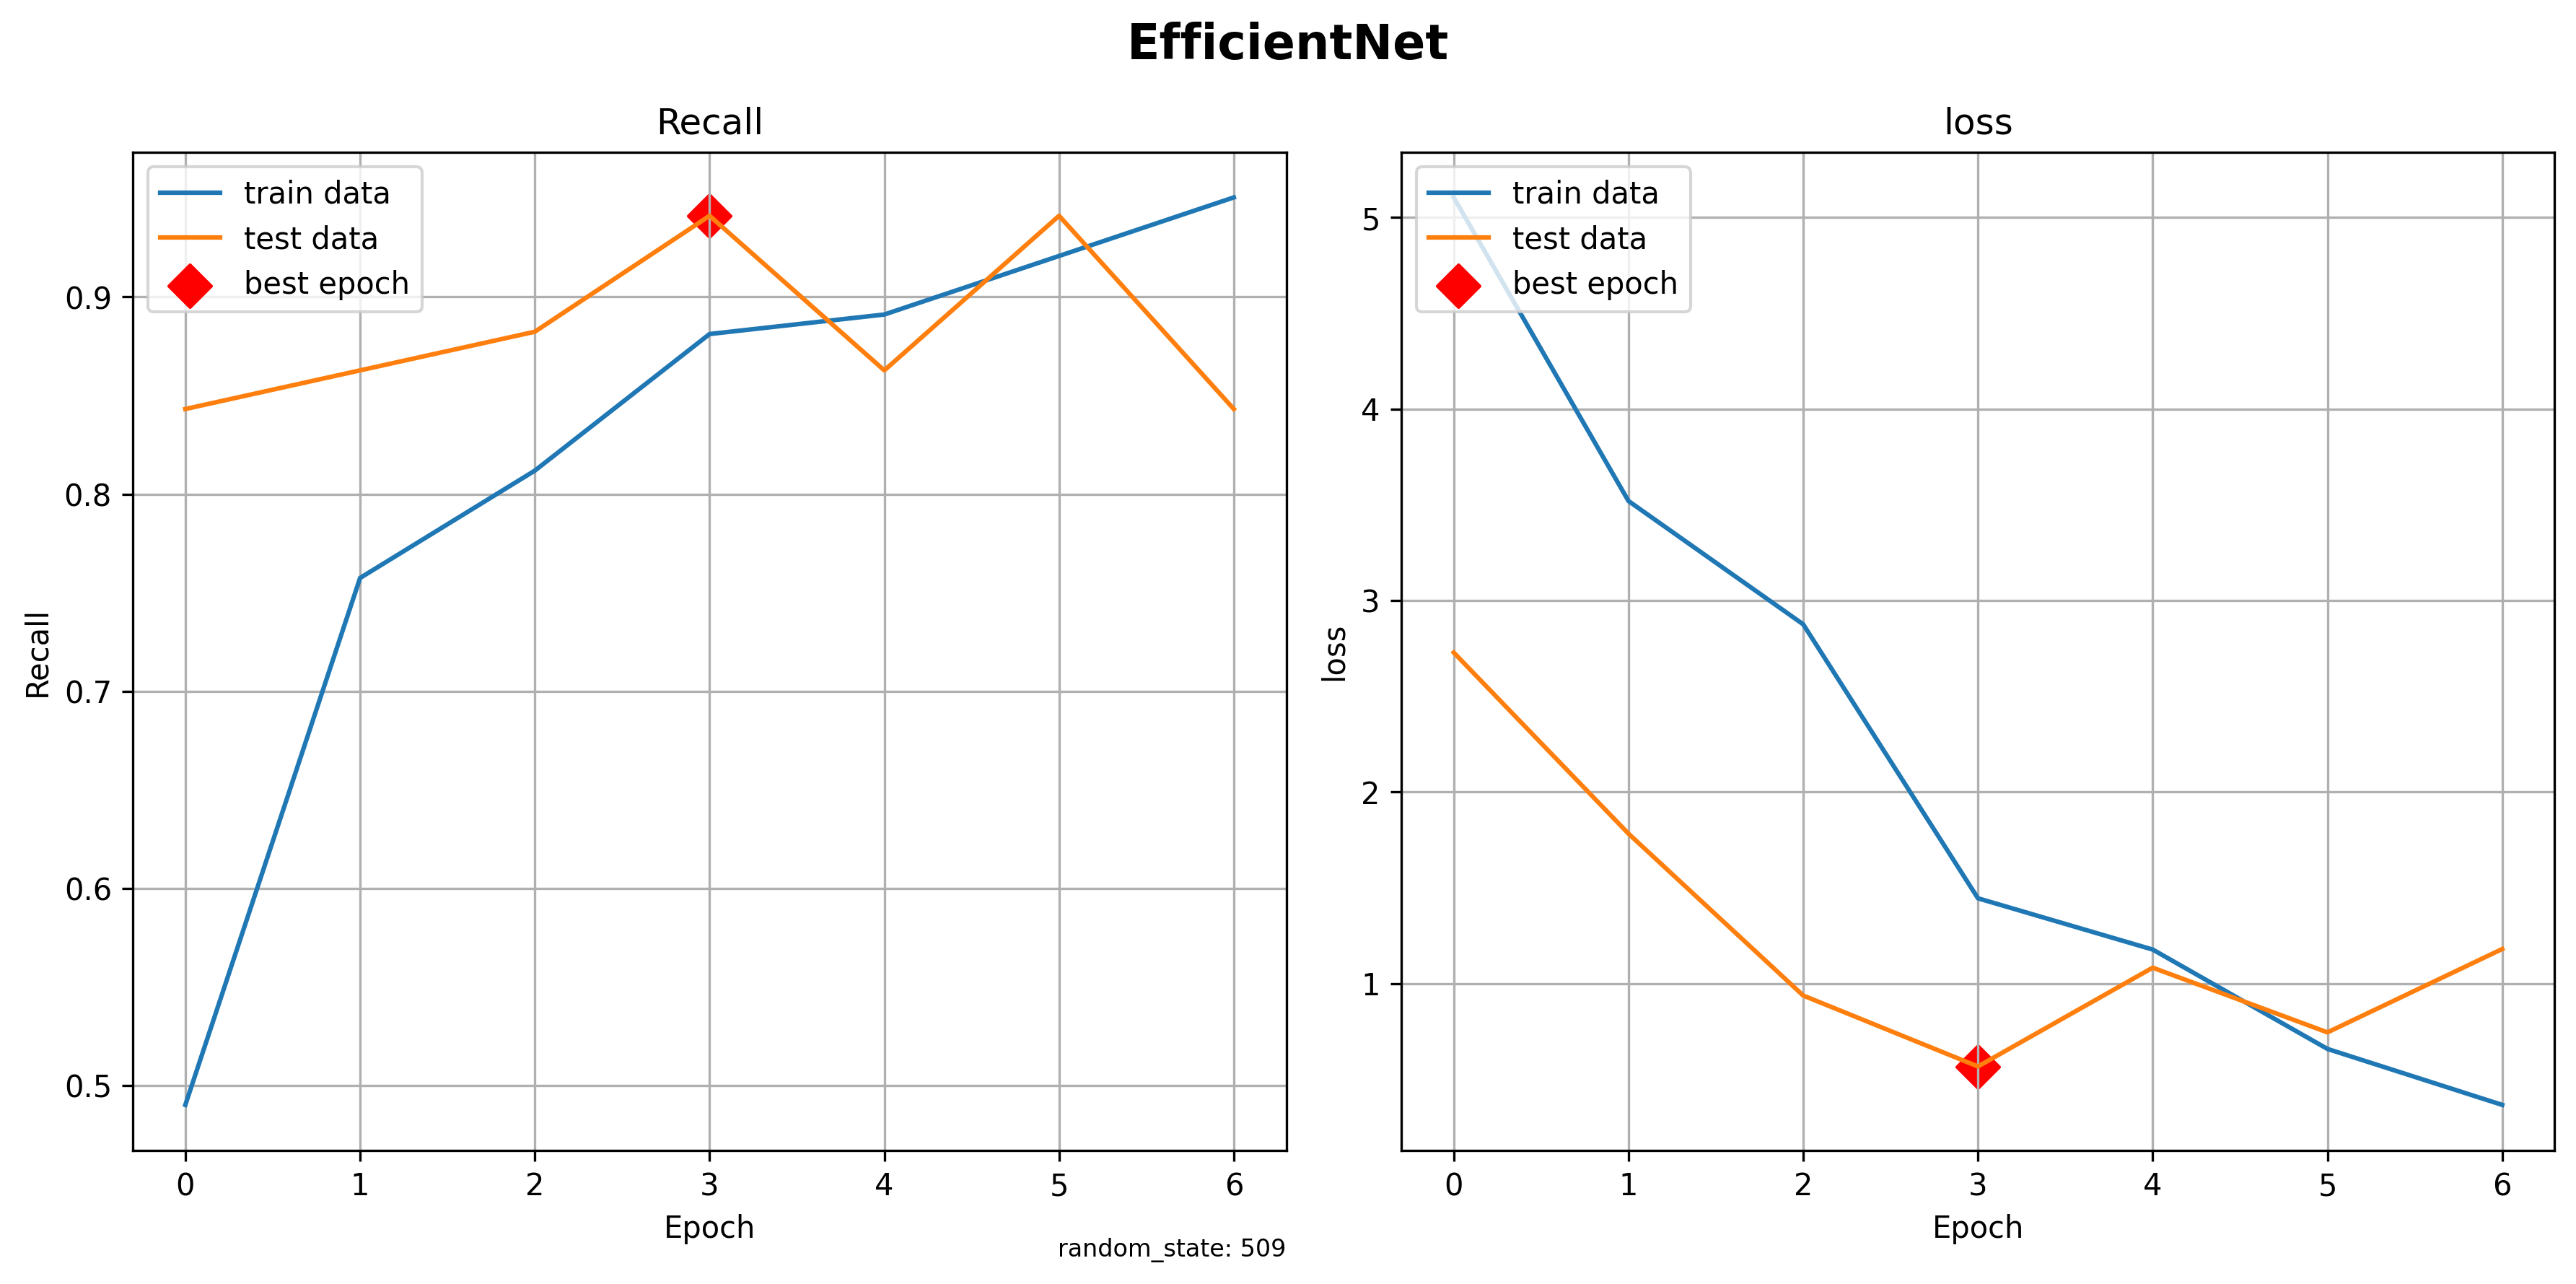 EfficientNet
Recall
train data
test data
best epoch
Recall
0.9
0.8
0.7
0.6
0.5
0 1 2 3 4 5 6
Epoch
random_state: 509
loss
train data
test data
best epoch
loss
5
4
3
2
1
0 1 2 3 4 5 6
Epoch